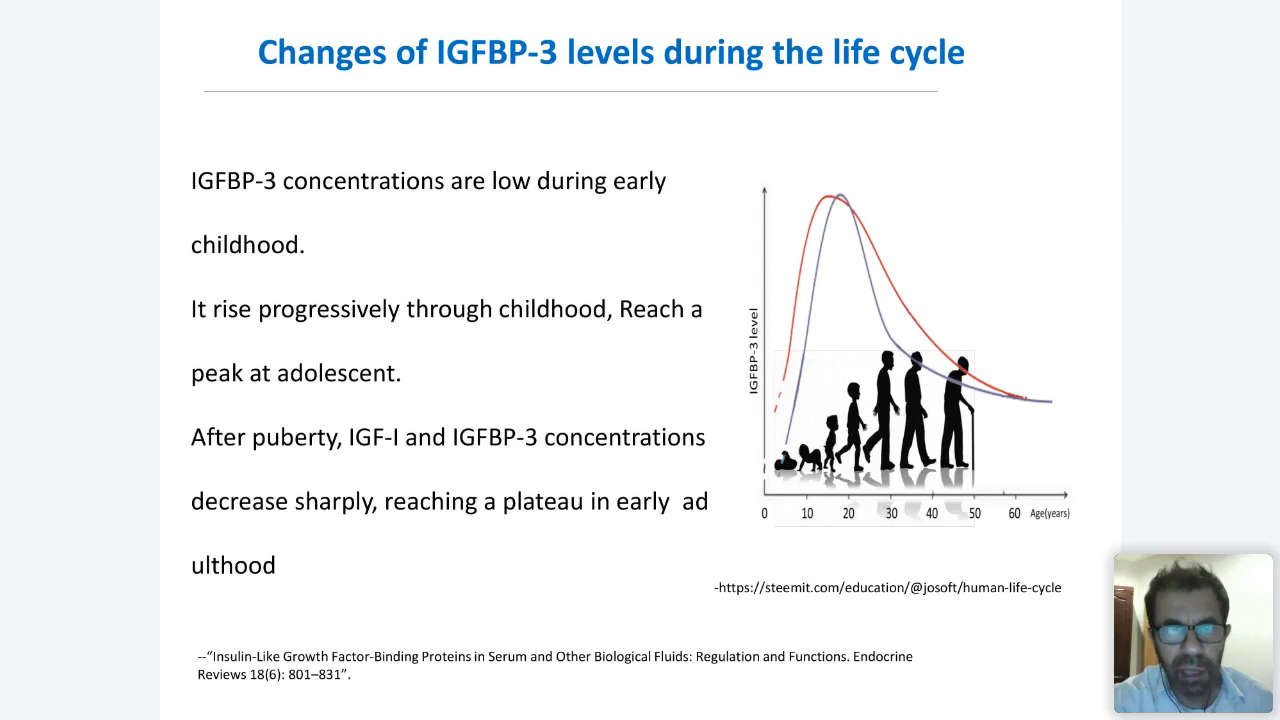 Changes of IGFBP-3 levels during the life cycle
IGFBP-3 concentrations are low during early
childhood.
It rise progressively through childhood, Reach a
peak at adolescent.
After puberty, IGF-I and IGFBP-3 concentrations
decrease sharply, reaching a plateau in early  ad
ulthood
IGFBP-3 level
0 10 20 30 40 50 60 Age(years)
-https://steemit.com/education/@josoft/human-life-cycle
--“Insulin-Like Growth Factor-Binding Proteins in Serum and Other Biological Fluids: Regulation and Functions. Endocrine
Reviews 18(6): 801–831”.